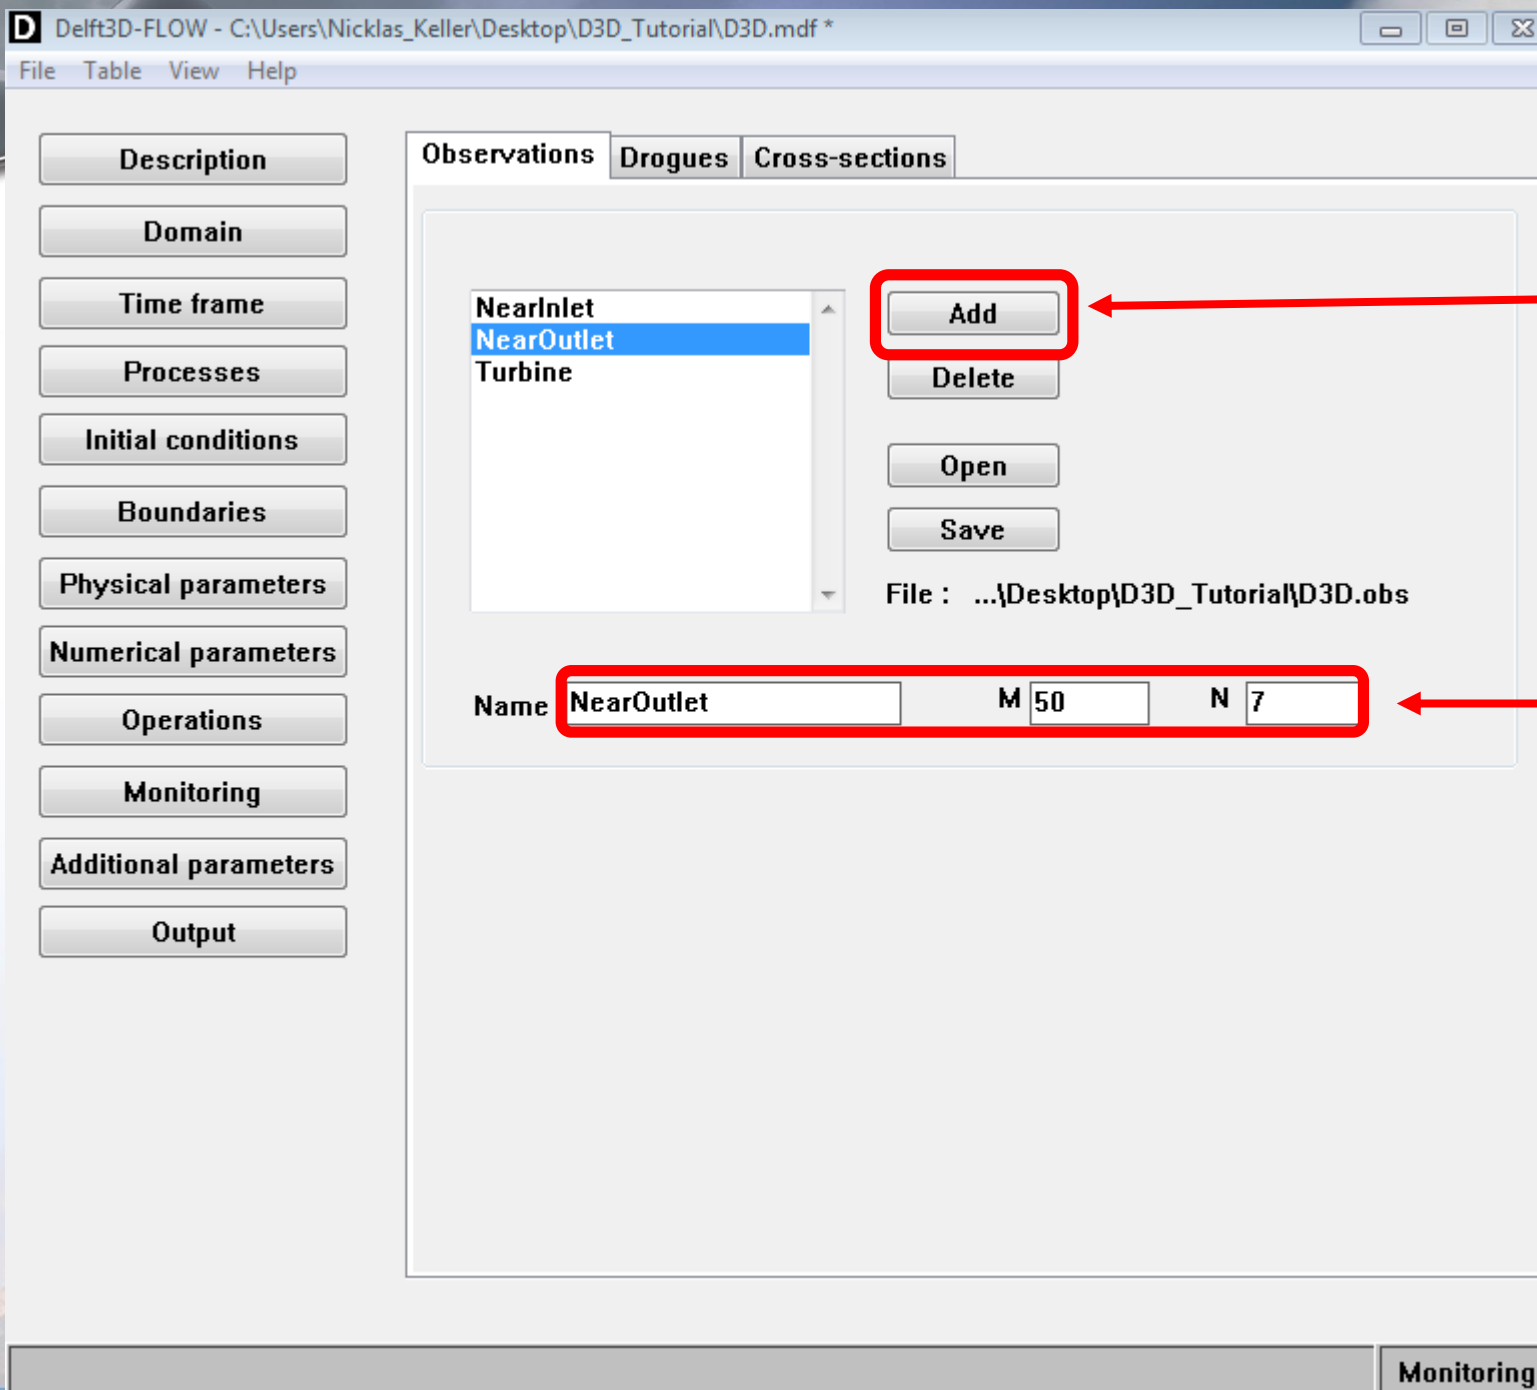 D Delft3D-FLOW - C:\Users\Nicklas_Keller\Desktop\D3D_Tutorial\D3D.mdf *
File Table View Help
Description
Domain
Time frame
Processes
Initial conditions
Boundaries
Physical parameters
Numerical parameters
Operations
Monitoring
Additional parameters
Output
Observations Drogues Cross-sections
NearInlet
NearOutlet
Turbine
Add
Delete
Open
Save
File : ...\Desktop\D3D_Tutorial\D3D.obs
Name NearOutlet M 50 N 7
Monitoring